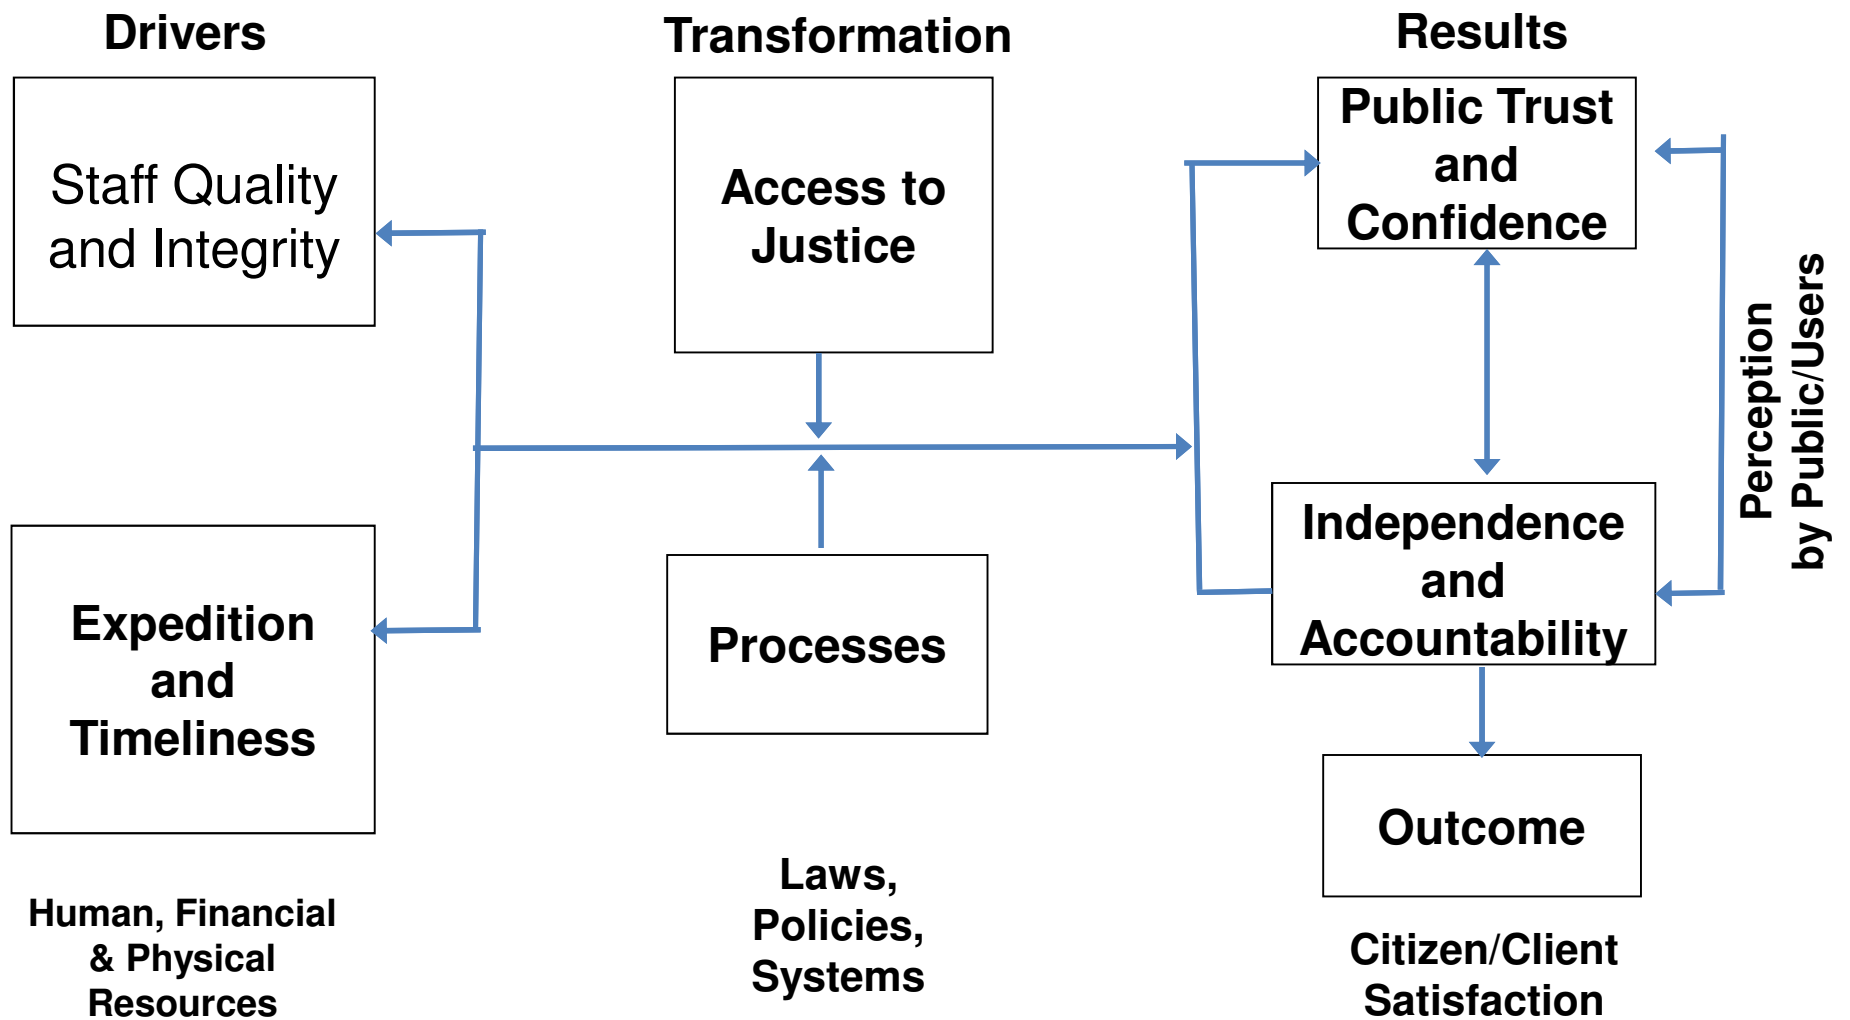 Drivers
Staff Quality
and Integrity
Expedition
and
Timeliness
Human, Financial
& Physical
Resources
Transformation
Access to
Justice
Processes
Laws,
Policies,
Systems
Results
Public Trust
and
Confidence
Independence
and
Accountability
Outcome
Citizen/Client
Satisfaction
Perception
by Public/Users